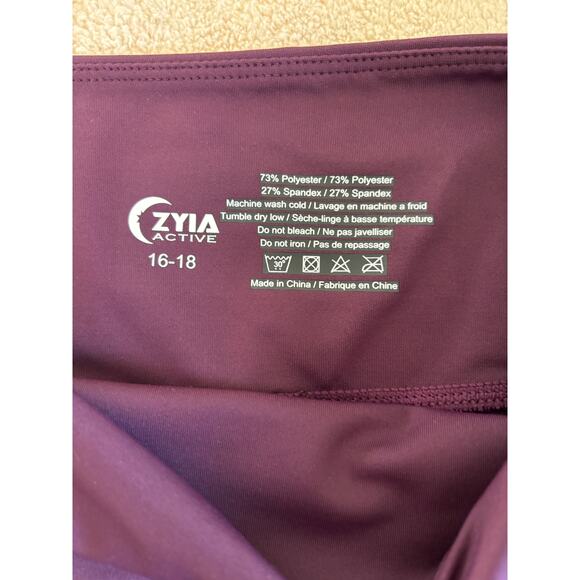 ZYIA
ACTIVE
16-18
73% Polyester / 73% Polyester
27% Spandex / 27% Spandex
Machine wash cold / Lavage en machine a froid
Tumble dry low / Sèche-linge à basse température
Do not bleach / Ne pas javelliser
Do not iron / Pas de repassage
30°
Made in China / Fabrique en Chine